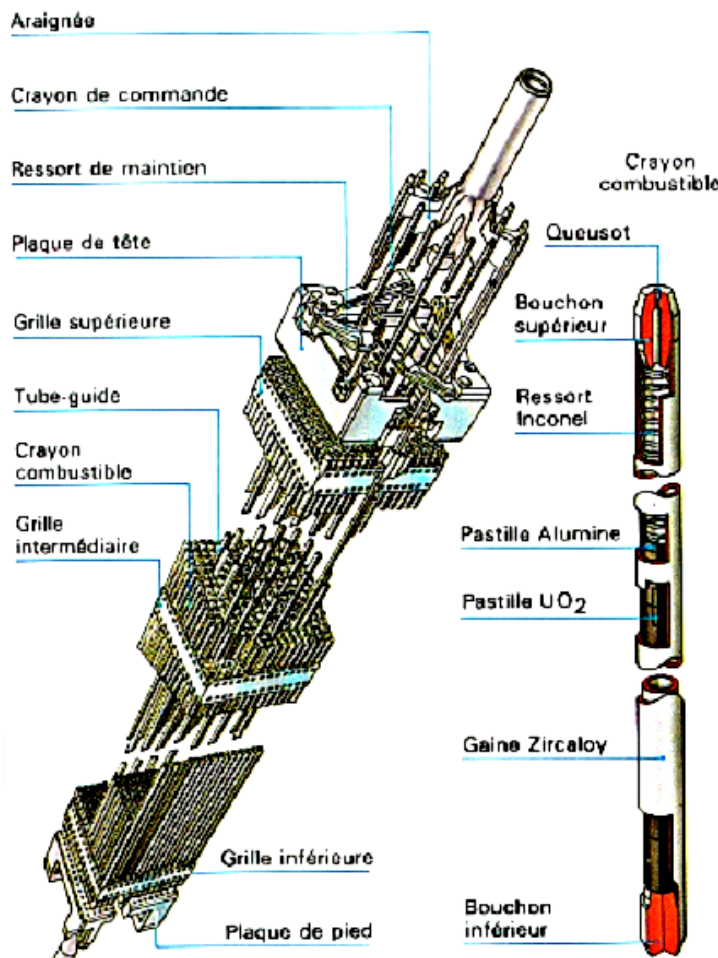 Araignée
Crayon de commande
Ressort de maintien
Plaque de tête
Grille supérieure
Tube-guide
Crayon
combustible
Grille
intermédiaire
Grille inférieure
Plaque de pied
Crayon
combustible
Queusot
Bouchon
supérieur
Ressort
Inconel
Pastille Alumine
Pastille UO2
Gaine Zircaloy
Bouchon
inférieur